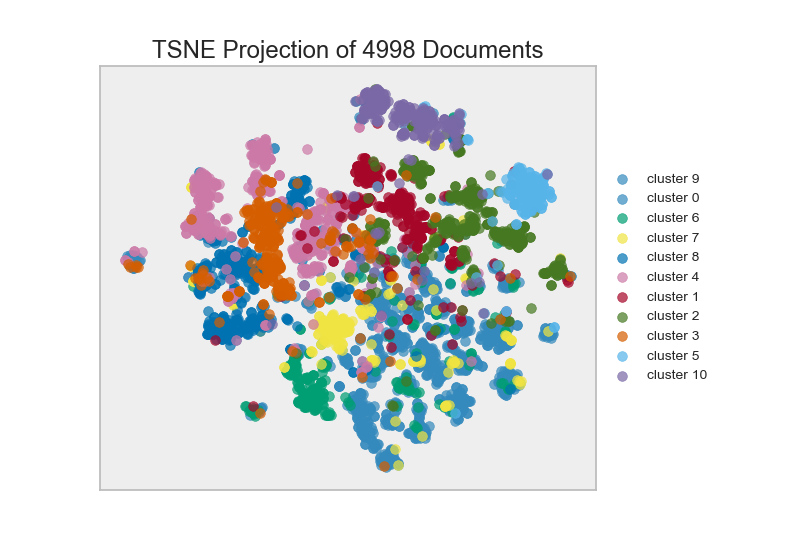 TSNE Projection of 4998 Documents
cluster 9
cluster 0
cluster 6
cluster 7
cluster 8
cluster 4
cluster 1
cluster 2
cluster 3
cluster 5
cluster 10